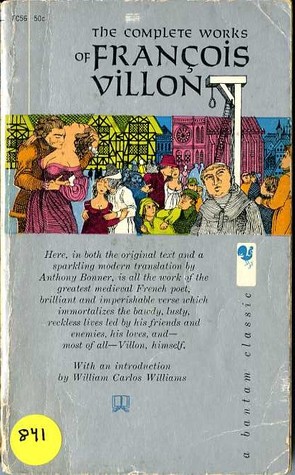 FC56 50¢
THE COMPLETE WORKS
OF FRANÇOIS
VILLON
Here, in both the original text and a
sparkling modern translation by
Anthony Bonner, is all the work of the
greatest medieval French poet,
brilliant and imperishable verse which
immortalizes the bawdy, lusty,
reckless lives led by his friends and
enemies, his loves, and—
most of all—Villon, himself.
With an introduction
by William Carlos Williams
a bantam classic
841